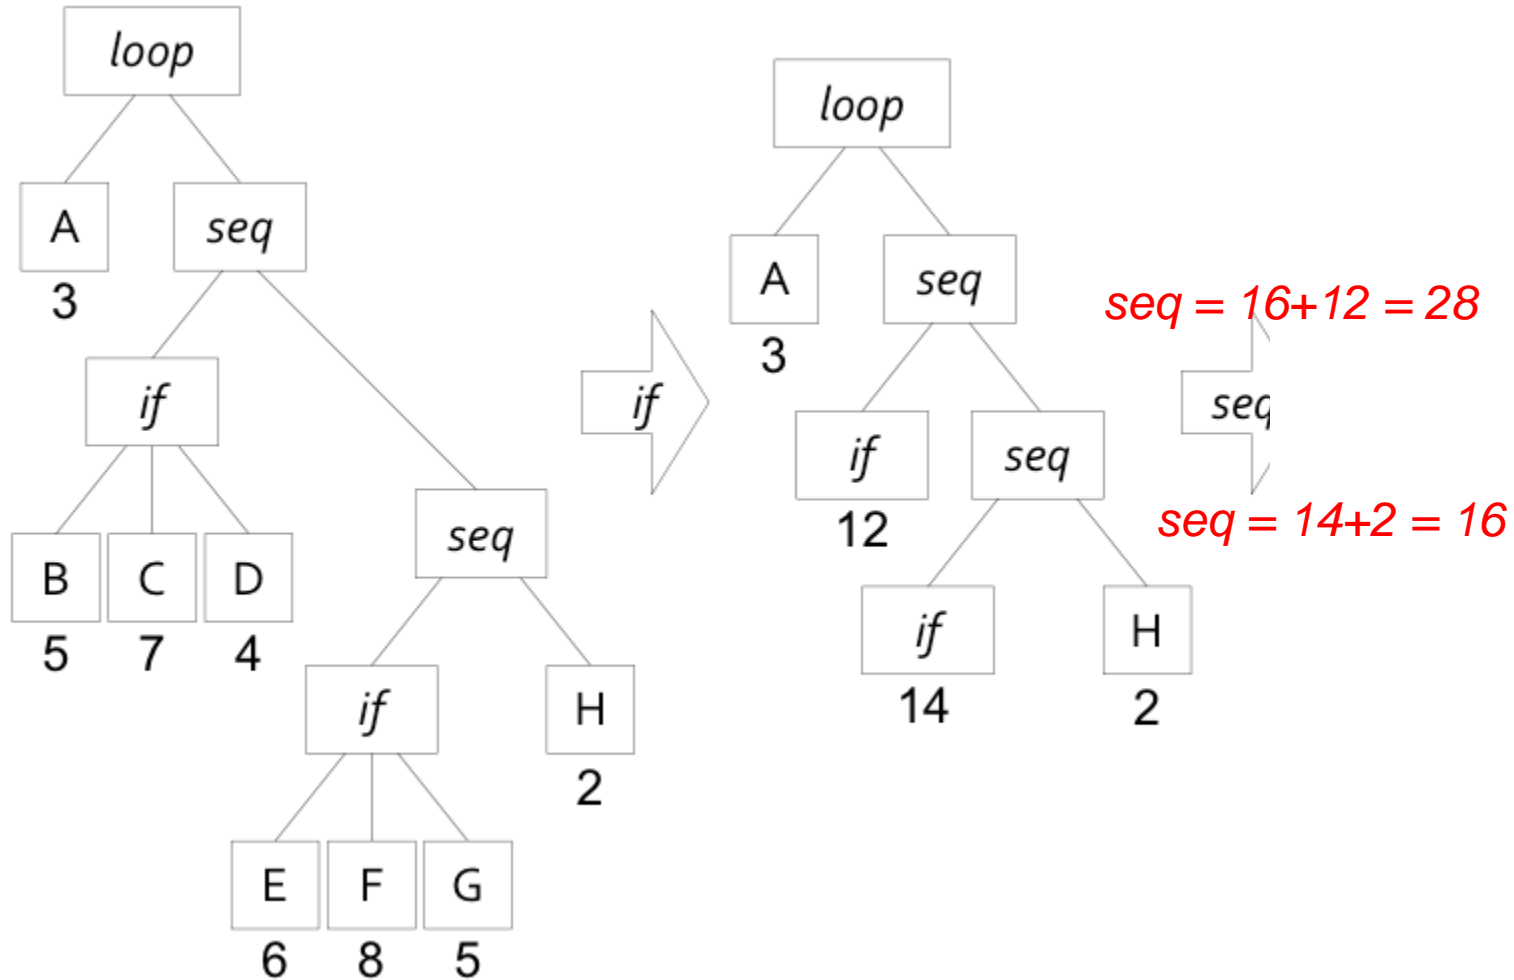 loop
A
seq
3
if
B C D
5 7 4
seq
if
H
2
E F G
6 8 5
if
loop
A
seq
3
if
seq
12
if
H
14
2
seq = 16+12 = 28
seq
seq = 14+2 = 16